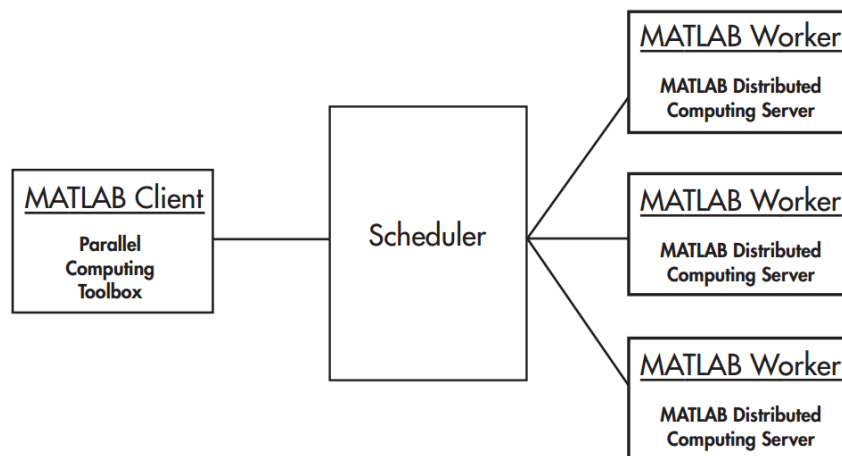 MATLAB Client
Parallel
Computing
Toolbox
Scheduler
MATLAB Worker
MATLAB Distributed
Computing Server
MATLAB Worker
MATLAB Distributed
Computing Server
MATLAB Worker
MATLAB Distributed
Computing Server